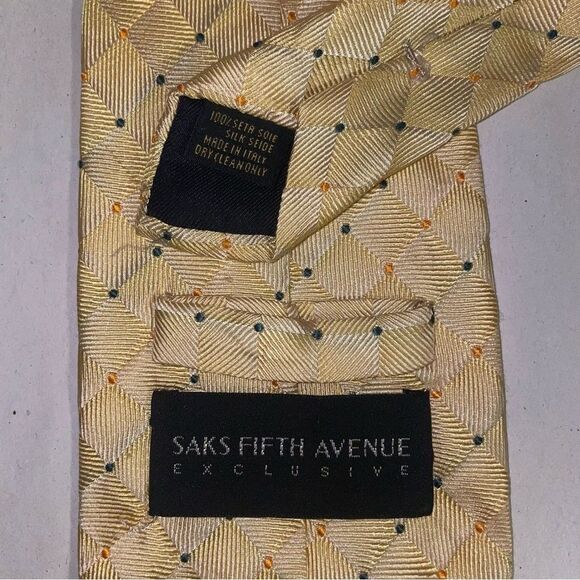 100% SETA SOIE
SILK SEIDE
MADE IN ITALY
DRY CLEAN ONLY
SAKS FIFTH AVENUE
EXCLUSIVE